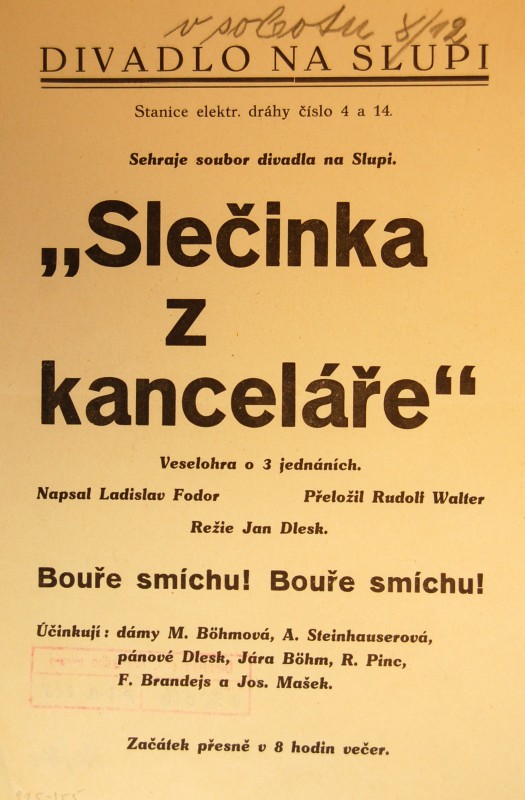 v sobotu 8/12
DIVADLO NA SLUPI
Stanice elektr. dráhy číslo 4 a 14.
Sehraje soubor divadla na Slupi.
„Slečinka
z
kanceláře“
Veselohra o 3 jednáních.
Napsal Ladislav Fodor Přeložil Rudolf Walter
Režie Jan Dlesk.
Bouře smíchu! Bouře smíchu!
Účinkují: dámy M. Böhmová, A. Steinhauserová,
pánové Dlesk, Jára Böhm, R. Pinc,
F. Brandejs a Jos. Mašek.
Začátek přesně v 8 hodin večer.